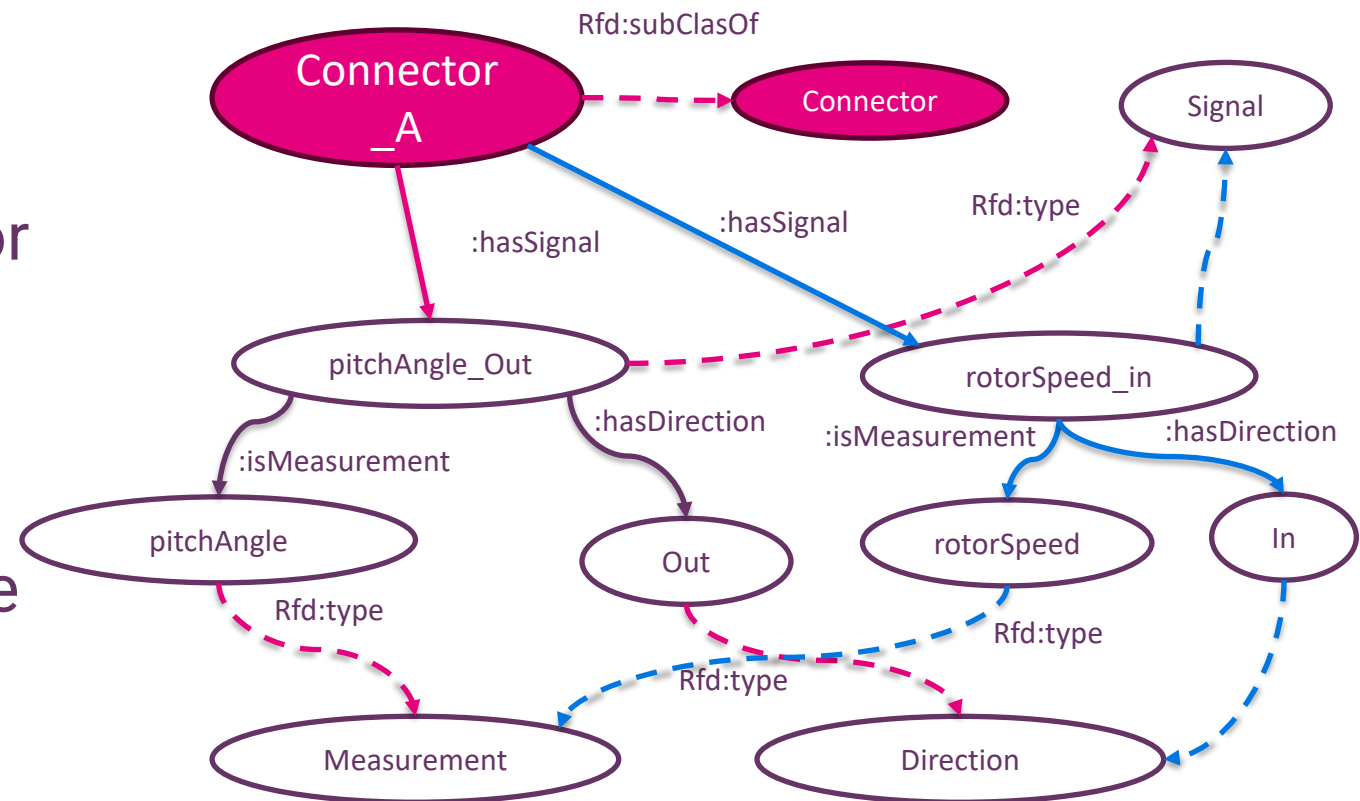 Rfd:subClasOf
Connector
_A
Connector
Signal
Rfd:type
:hasSignal
:hasSignal
or
pitchAngle_Out
rotorSpeed_in
:hasDirection
:isMeasurement
:hasDirection
:isMeasurement
pitchAngle
Out
rotorSpeed
In
e
Rfd:type
Rfd:type
Rfd:type
Measurement
Direction